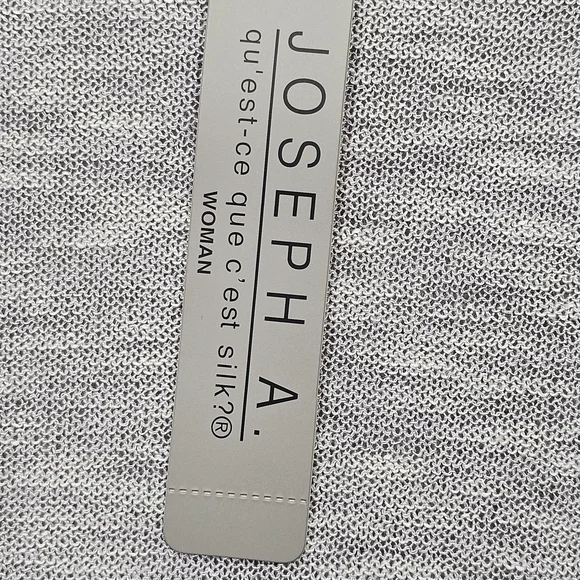 JOSEPH A.
qu'est-ce que c'est silk?®
WOMAN